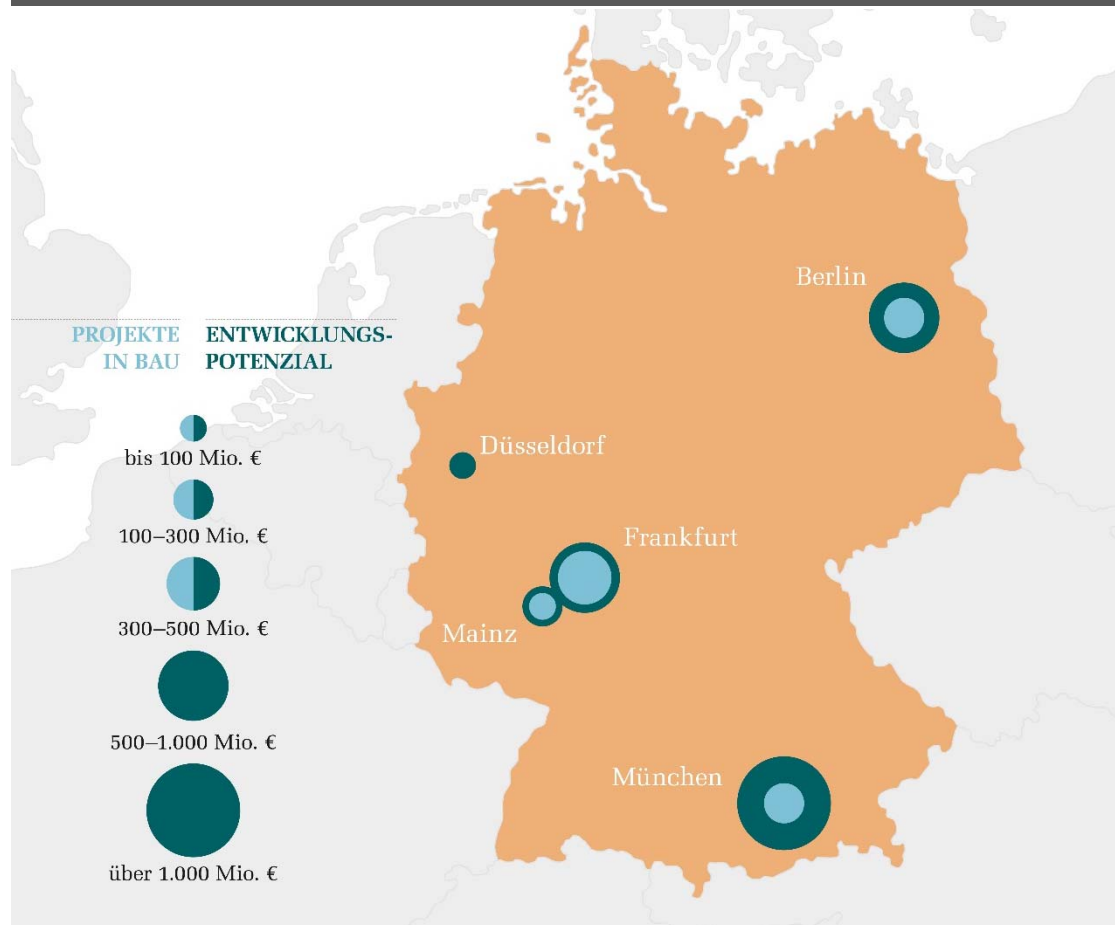 PROJEKTE
IN BAU
ENTWICKLUNGS-
POTENZIAL
bis 100 Mio. €
100–300 Mio. €
300–500 Mio. €
500–1.000 Mio. €
über 1.000 Mio. €
Berlin
Düsseldorf
Frankfurt
Mainz
München